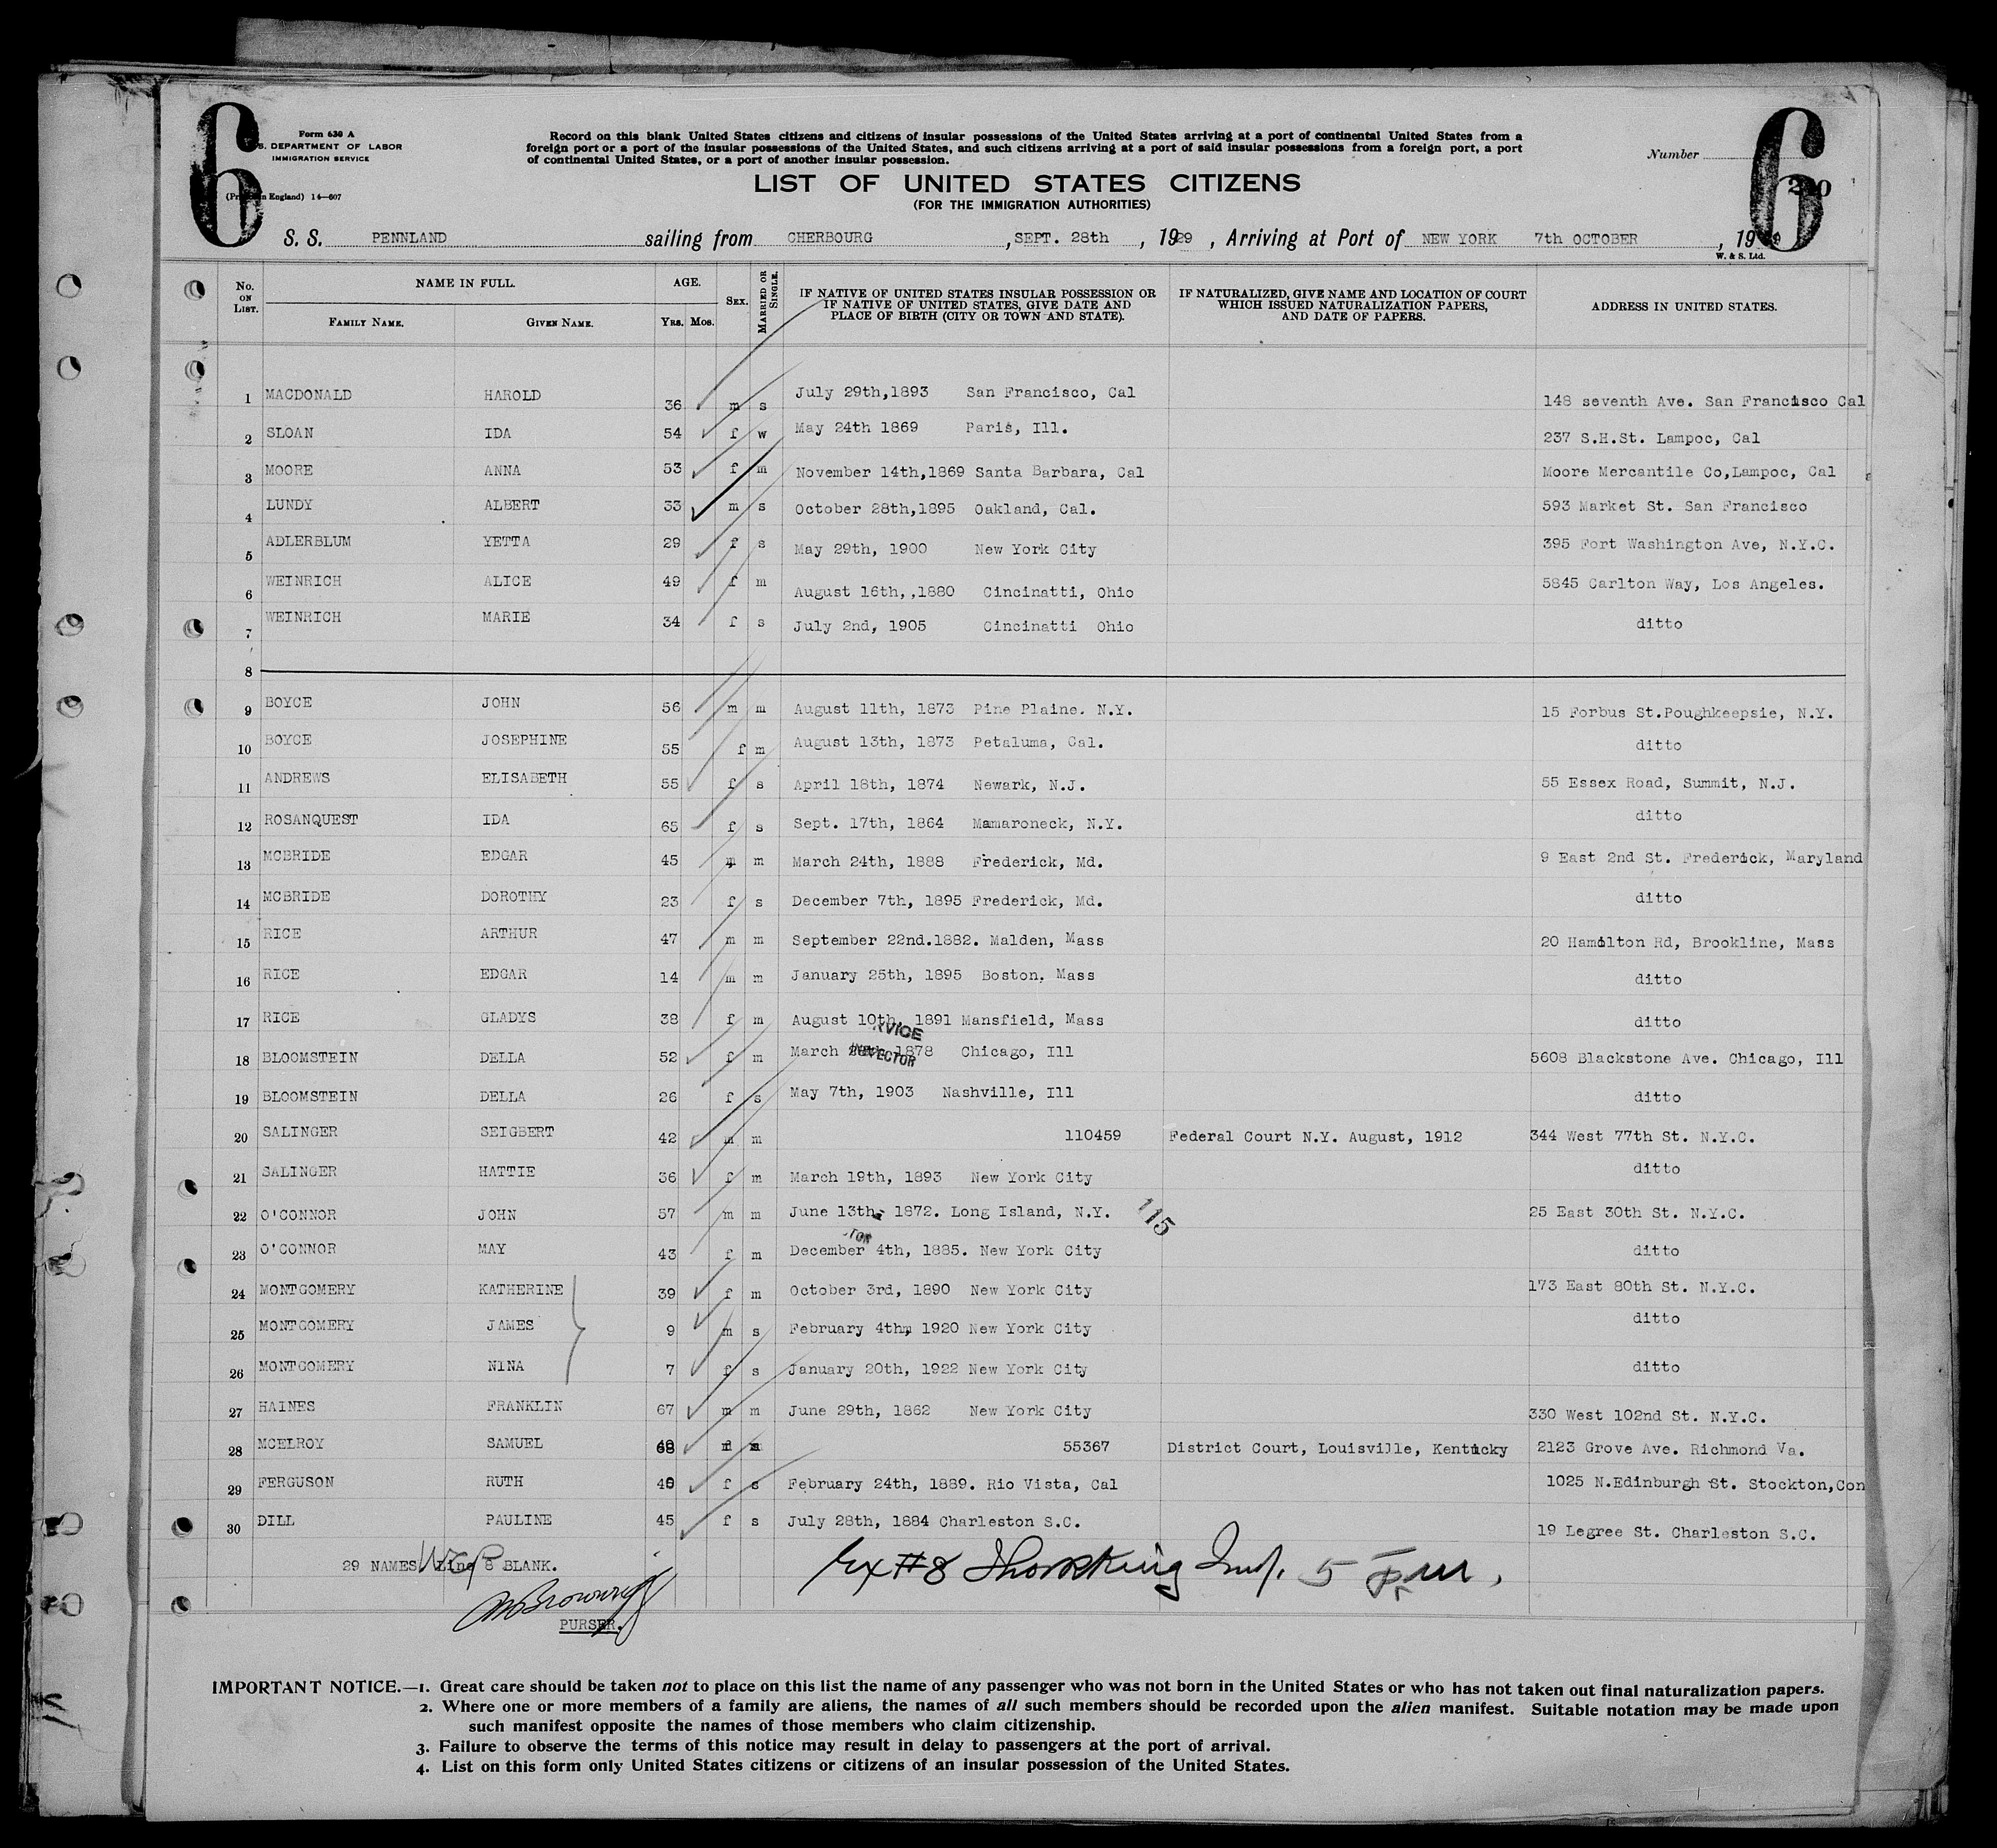 6
6
Form 630 A
S. DEPARTMENT OF LABOR
IMMIGRATION SERVICE
England) 14—607
Record on this blank United States citizens and citizens of insular possessions of the United States arriving at a port of continental United States from a
foreign port or a port of the insular possessions of the United States, and such citizens arriving at a port of said insular possessions from a foreign port, a port
of continental United States, or a port of another insular possession.
Number
LIST OF UNITED STATES CITIZENS
(FOR THE IMMIGRATION AUTHORITIES)
S. S. PENNLAND sailing from CHERBOURG , SEPT. 28th , 1929 , Arriving at Port of NEW YORK 7th OCTOBER , 19
W. & S. Ltd.
No. ON LIST. NAME IN FULL. AGE. SEX. MARRIED OR SINGLE. IF NATIVE OF UNITED STATES INSULAR POSSESSION OR IF NATIVE OF UNITED STATES, GIVE DATE AND PLACE OF BIRTH (CITY OR TOWN AND STATE). IF NATURALIZED, GIVE NAME AND LOCATION OF COURT WHICH ISSUED NATURALIZATION PAPERS, AND DATE OF PAPERS. ADDRESS IN UNITED STATES.
FAMILY NAME. GIVEN NAME. YRS. MOS.
1 MACDONALD HAROLD 36 m s July 29th,1893 San Francisco, Cal 148 seventh Ave. San Francisco Cal
2 SLOAN IDA 54 f w May 24th 1869 Paris, Ill. 237 S.H.St. Lampoc, Cal
3 MOORE ANNA 53 f m November 14th,1869 Santa Barbara, Cal Moore Mercantile Co,Lampoc, Cal
4 LUNDY ALBERT 33 m s October 28th,1895 Oakland, Cal. 593 Market St. San Francisco
5 ADLERBLUM YETTA 29 f s May 29th, 1900 New York City 395 Fort Washington Ave, N.Y.C.
6 WEINRICH ALICE 49 f m August 16th,,1880 Cincinatti, Ohio 5845 Carlton Way, Los Angeles.
7 WEINRICH MARIE 34 f s July 2nd, 1905 Cincinatti Ohio ditto
8
9 BOYCE JOHN 56 m m August 11th, 1873 Pine Plaine. N.Y. 15 Forbus St.Poughkeepsie, N.Y.
10 BOYCE JOSEPHINE 55 f m August 13th, 1873 Petaluma, Cal. ditto
11 ANDREWS ELISABETH 55 f s April 18th, 1874 Newark, N.J. 55 Essex Road, Summit, N.J.
12 ROSANQUEST IDA 65 f s Sept. 17th, 1864 Mamaroneck, N.Y. ditto
13 MCBRIDE EDGAR 45 m m March 24th, 1888 Frederick, Md. 9 East 2nd St. Frederick, Maryland
14 MCBRIDE DOROTHY 23 f s December 7th, 1895 Frederick, Md. ditto
15 RICE ARTHUR 47 m m September 22nd.1882. Malden, Mass 20 Hamilton Rd, Brookline, Mass
16 RICE EDGAR 14 m m January 25th, 1895 Boston. Mass ditto
17 RICE GLADYS 38 f m August 10th, 1891 Mansfield, Mass ditto
RVICE
INSPECTOR
18 BLOOMSTEIN DELLA 52 f m March 1878 Chicago, Ill 5608 Blackstone Ave. Chicago, Ill
19 BLOOMSTEIN DELLA 26 f s May 7th, 1903 Nashville, Ill ditto
20 SALINGER SEIGBERT 42 m m 110459 Federal Court N.Y. August, 1912 344 West 77th St. N.Y.C.
21 SALINGER HATTIE 36 f m March 19th, 1893 New York City ditto
22 O'CONNOR JOHN 57 m m June 13th, 1872. Long Island, N.Y. 25 East 30th St. N.Y.C.
115
TOR
23 O'CONNOR MAY 43 f m December 4th, 1885. New York City ditto
24 MONTGOMERY KATHERINE 39 f m October 3rd, 1890 New York City 173 East 80th St. N.Y.C.
25 MONTGOMERY JAMES 9 m s February 4th, 1920 New York City ditto
26 MONTGOMERY NINA 7 f s January 20th, 1922 New York City ditto
27 HAINES FRANKLIN 67 m m June 29th, 1862 New York City 330 West 102nd St. N.Y.C.
28 MCELROY SAMUEL 55367 District Court, Louisville, Kentucky 2123 Grove Ave. Richmond Va.
29 FERGUSON RUTH 40 f s February 24th, 1889. Rio Vista, Cal 1025 N.Edinburgh St. Stockton,Con
30 DILL PAULINE 45 f s July 28th, 1884 Charleston S.C. 19 Legree St. Charleston S.C.
29 NAMES Line 8 BLANK.
Ex #8
PURSER.
IMPORTANT NOTICE.—1. Great care should be taken not to place on this list the name of any passenger who was not born in the United States or who has not taken out final naturalization papers.
2. Where one or more members of a family are aliens, the names of all such members should be recorded upon the alien manifest. Suitable notation may be made upon
such manifest opposite the names of those members who claim citizenship.
3. Failure to observe the terms of this notice may result in delay to passengers at the port of arrival.
4. List on this form only United States citizens or citizens of an insular possession of the United States.